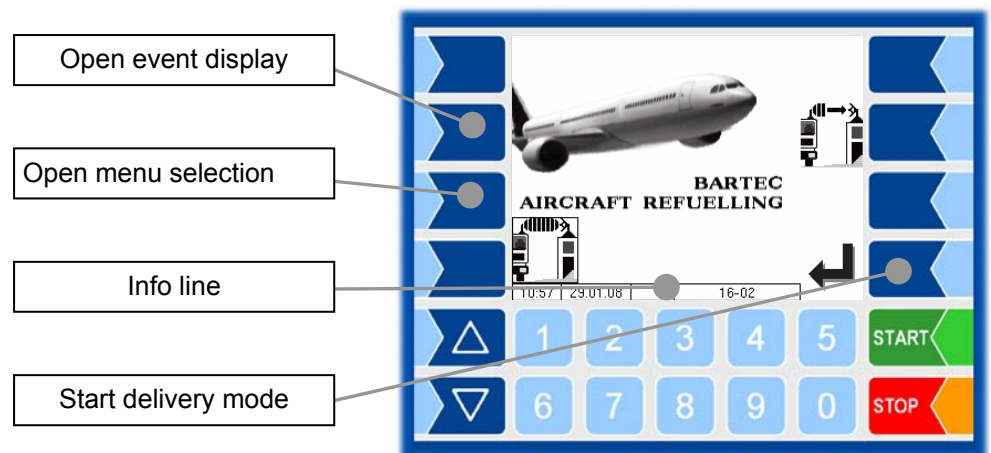 Open event display
Open menu selection
Info line
Start delivery mode
BARTEC
AIRCRAFT REFUELLING
10:57 29.01.08 16-02
1 2 3 4 5 START
6 7 8 9 0 STOP